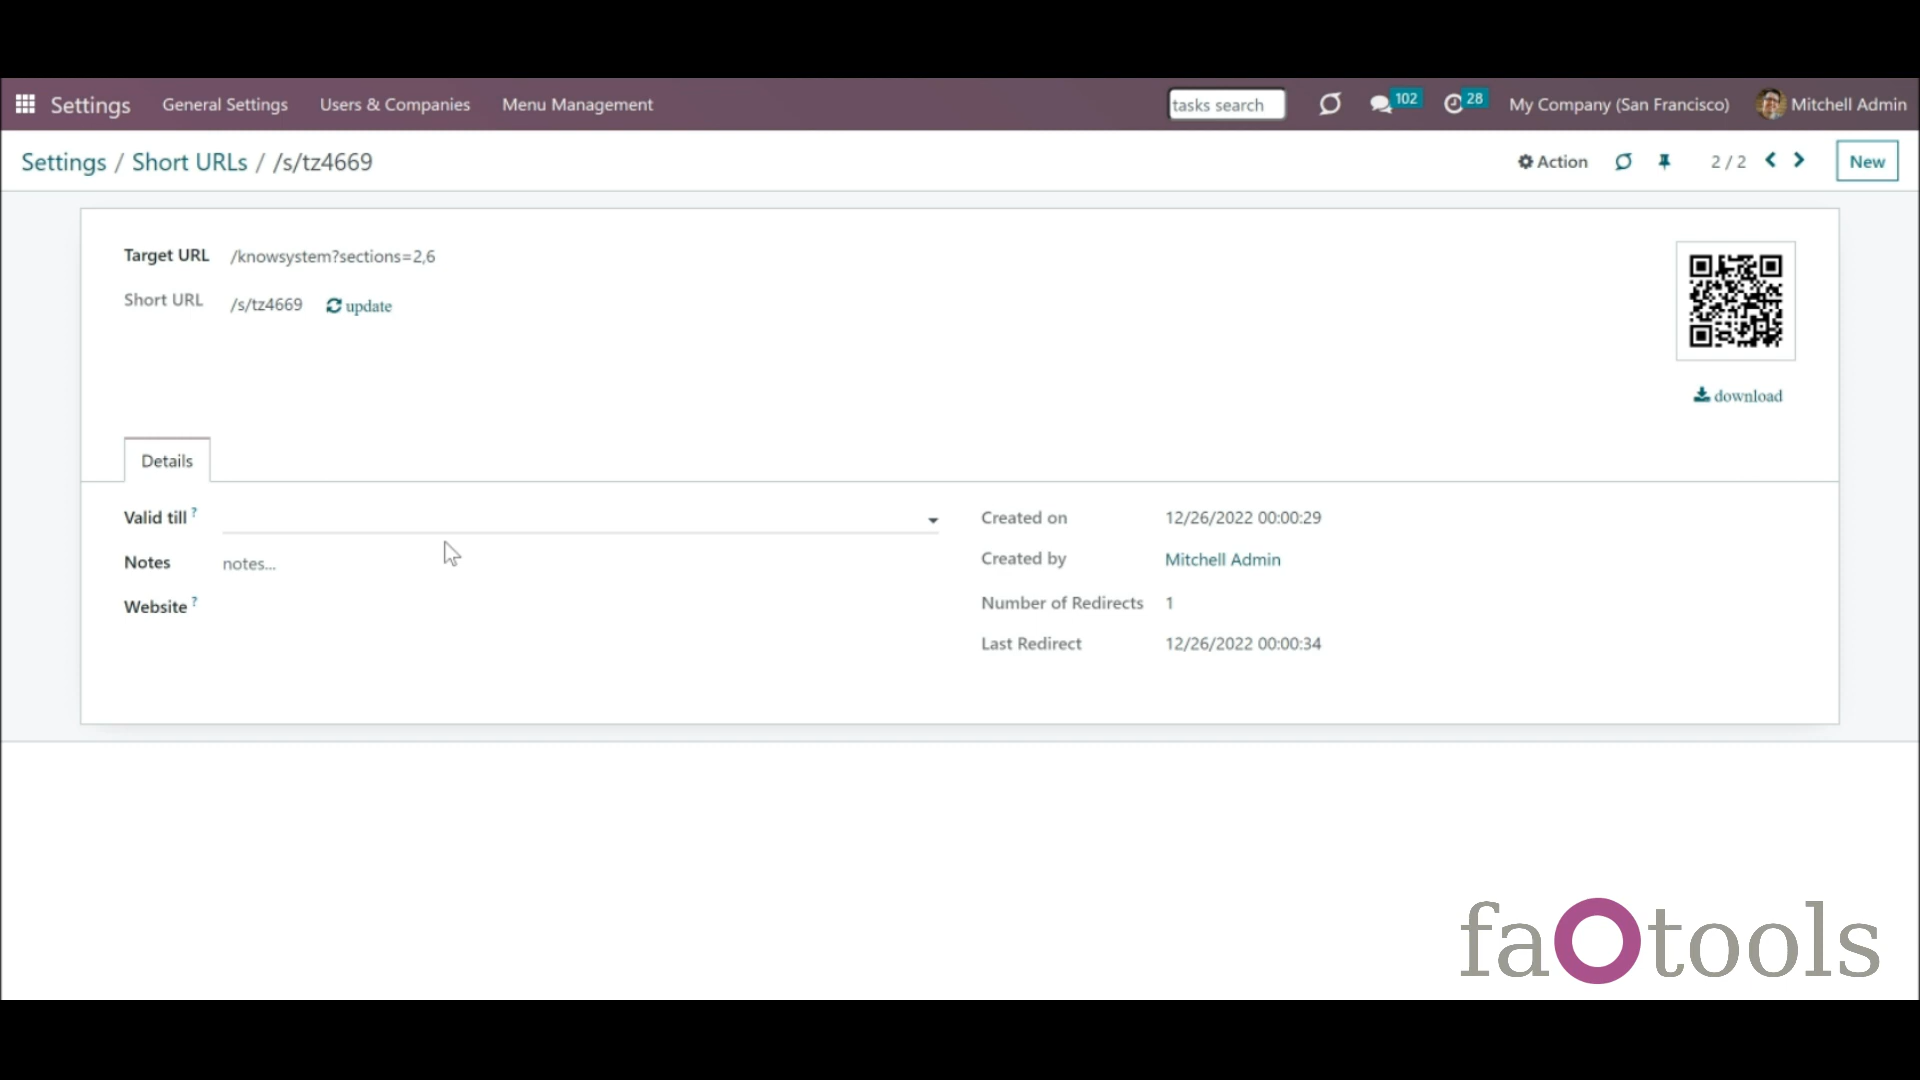 Settings General Settings Users & Companies Menu Management tasks search 102 28 My Company (San Francisco) Mitchell Admin
Settings / Short URLs / /s/tz4669 Action 2 / 2 New
Target URL /knowsystem?sections=2,6
Short URL /s/tz4669 update
download
Details
Valid till ? Created on 12/26/2022 00:00:29
Notes notes... Created by Mitchell Admin
Website ? Number of Redirects 1
Last Redirect 12/26/2022 00:00:34
faOtools